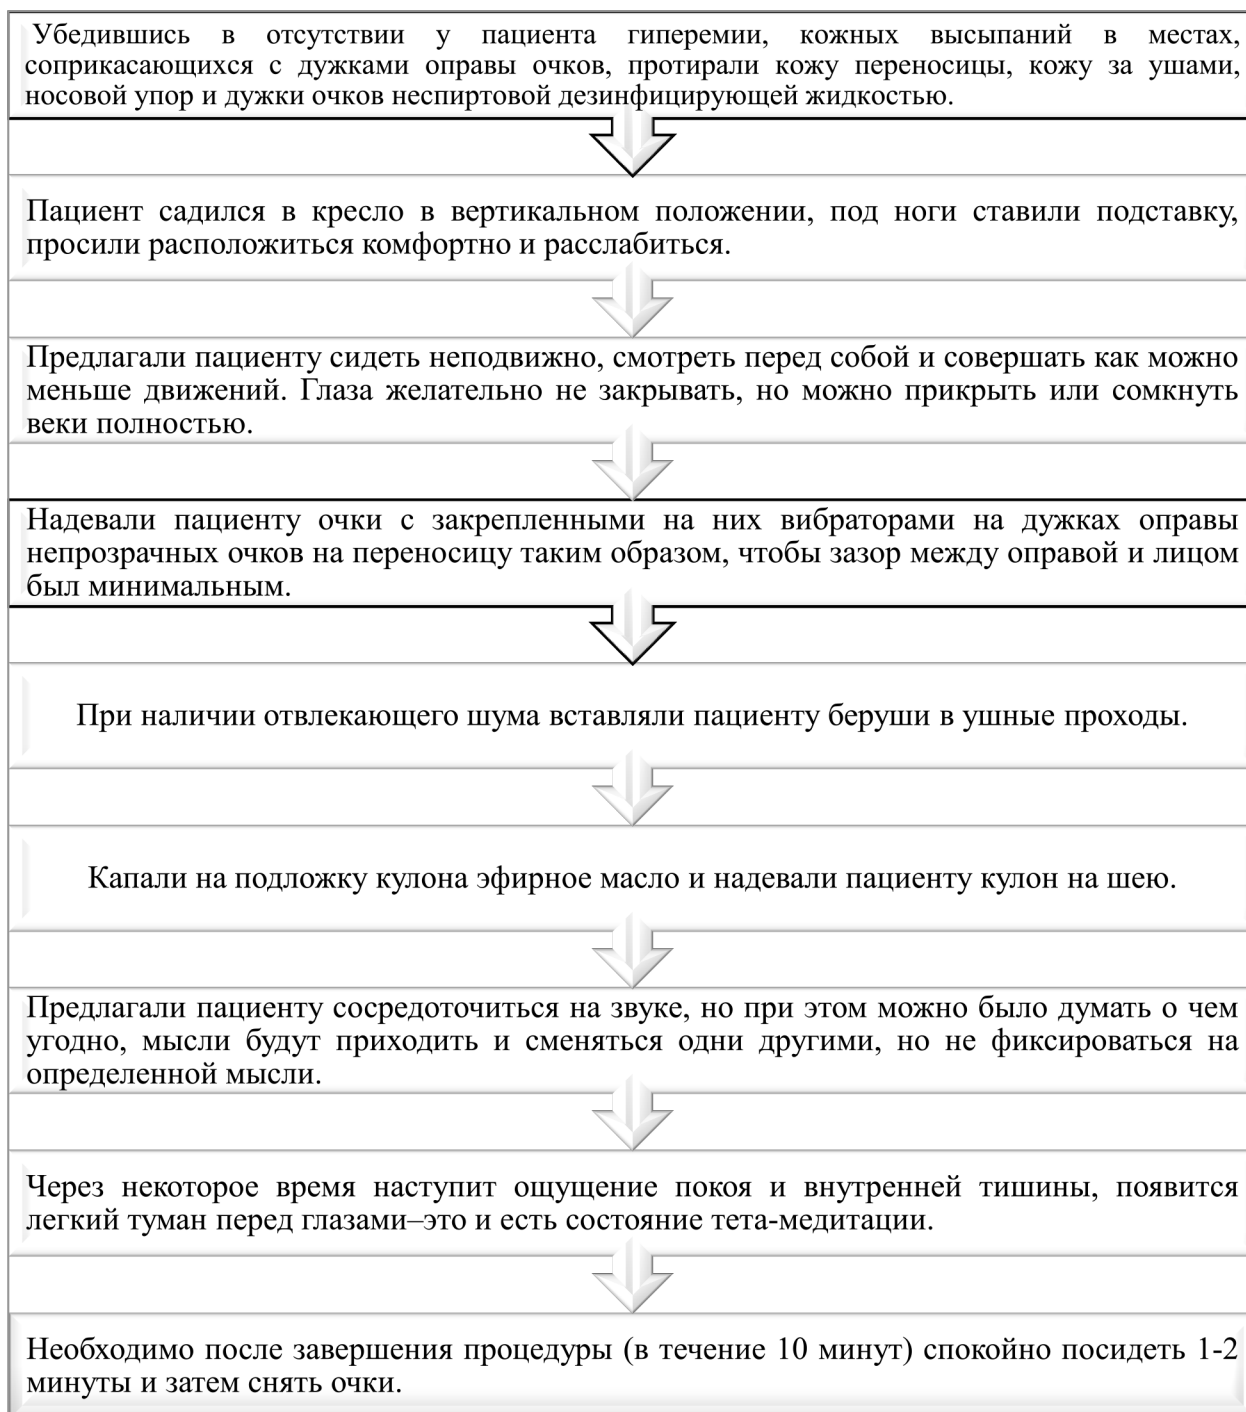 Убедившись в отсутствии у пациента гиперемии, кожных высыпаний в местах,
соприкасающихся с дужками оправы очков, протирали кожу переносицы, кожу за ушами,
носовой упор и дужки очков неспиртовой дезинфицирующей жидкостью.
Пациент садился в кресло в вертикальном положении, под ноги ставили подставку,
просили расположиться комфортно и расслабиться.
Предлагали пациенту сидеть неподвижно, смотреть перед собой и совершать как можно
меньше движений. Глаза желательно не закрывать, но можно прикрыть или сомкнуть
веки полностью.
Надевали пациенту очки с закрепленными на них вибраторами на дужках оправы
непрозрачных очков на переносицу таким образом, чтобы зазор между оправой и лицом
был минимальным.
При наличии отвлекающего шума вставляли пациенту беруши в ушные проходы.
Капали на подложку кулона эфирное масло и надевали пациенту кулон на шею.
Предлагали пациенту сосредоточиться на звуке, но при этом можно было думать о чем
угодно, мысли будут приходить и сменяться одни другими, но не фиксироваться на
определенной мысли.
Через некоторое время наступит ощущение покоя и внутренней тишины, появится
легкий туман перед глазами–это и есть состояние тета-медитации.
Необходимо после завершения процедуры (в течение 10 минут) спокойно посидеть 1-2
минуты и затем снять очки.